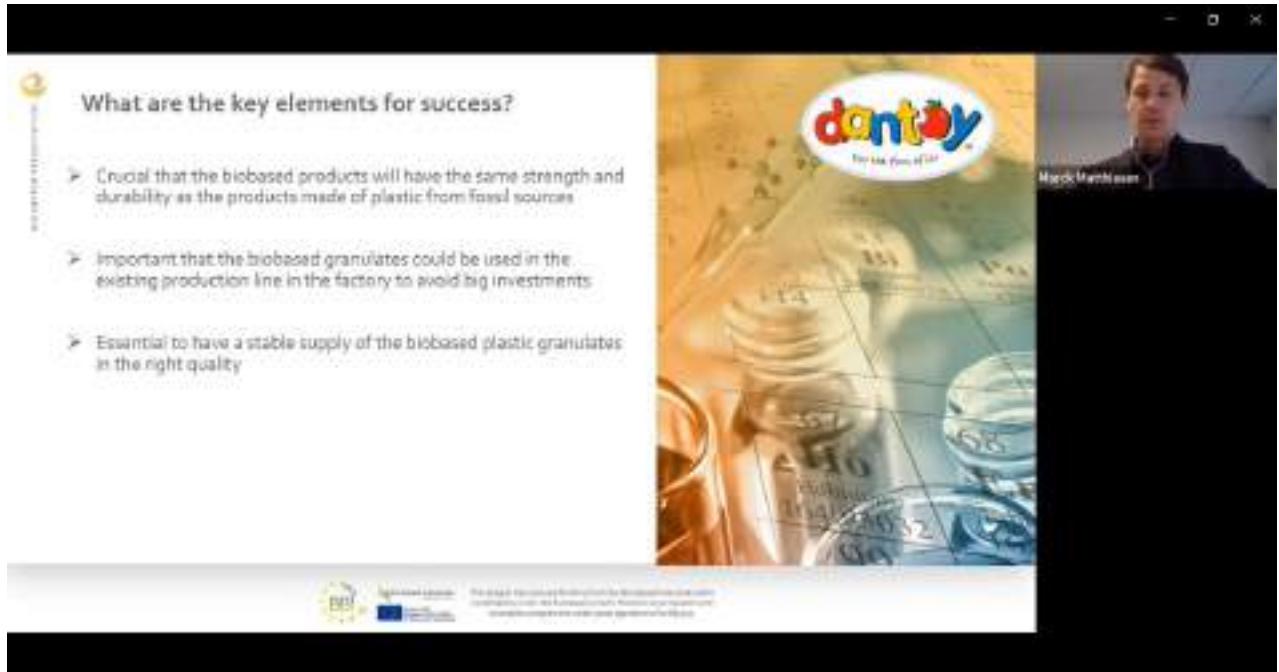 What are the key elements for success?
➤ Crucial that the biobased products will have the same strength and
durability as the products made of plastic from fossil sources
➤ Important that the biobased granulates could be used in the
existing production line in the factory to avoid big investments
➤ Essential to have a stable supply of the biobased plastic granulates
in the right quality
dantoy
BBI